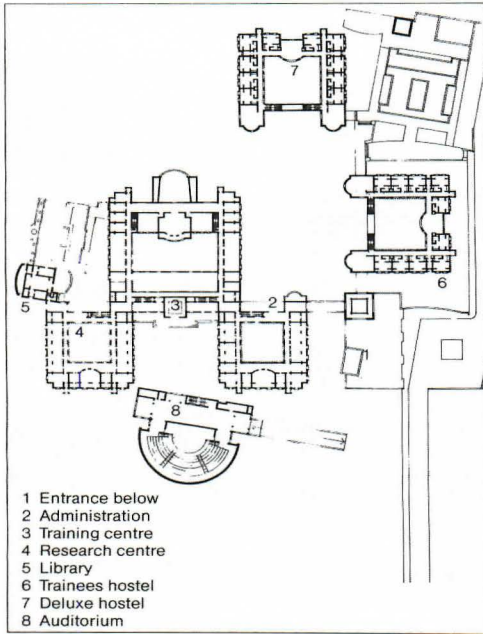 7
6
2
3
5
4
8
1 Entrance below
2 Administration
3 Training centre
4 Research centre
5 Library
6 Trainees hostel
7 Deluxe hostel
8 Auditorium